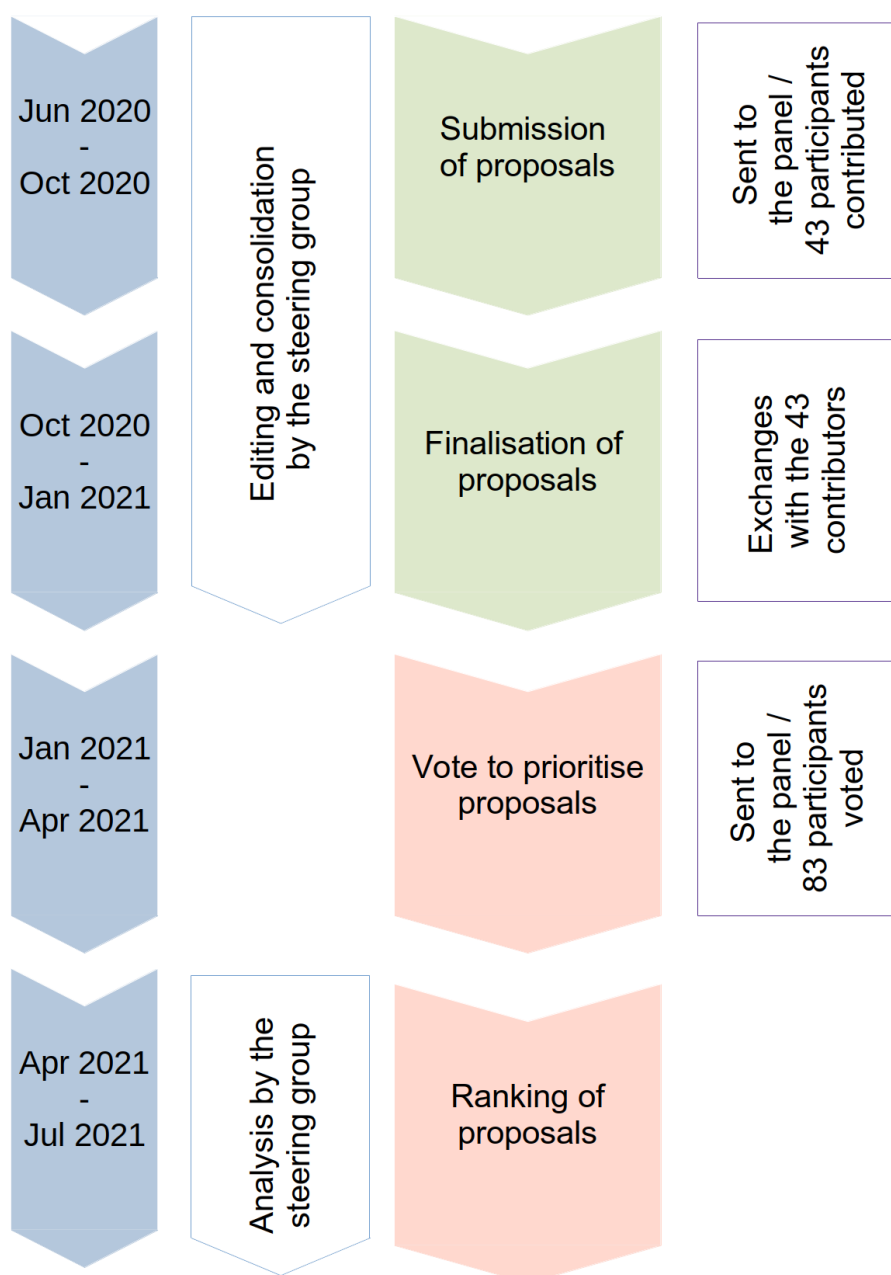 Jun 2020
-
Oct 2020
Editing and consolidation
by the steering group
Submission
of proposals
Sent to
the panel /
43 participants
contributed
Oct 2020
-
Jan 2021
Finalisation of
proposals
Exchanges
with the 43
contributors
Jan 2021
-
Apr 2021
Vote to prioritise
proposals
Sent to
the panel /
83 participants
voted
Apr 2021
-
Jul 2021
Analysis by the
steering group
Ranking of
proposals